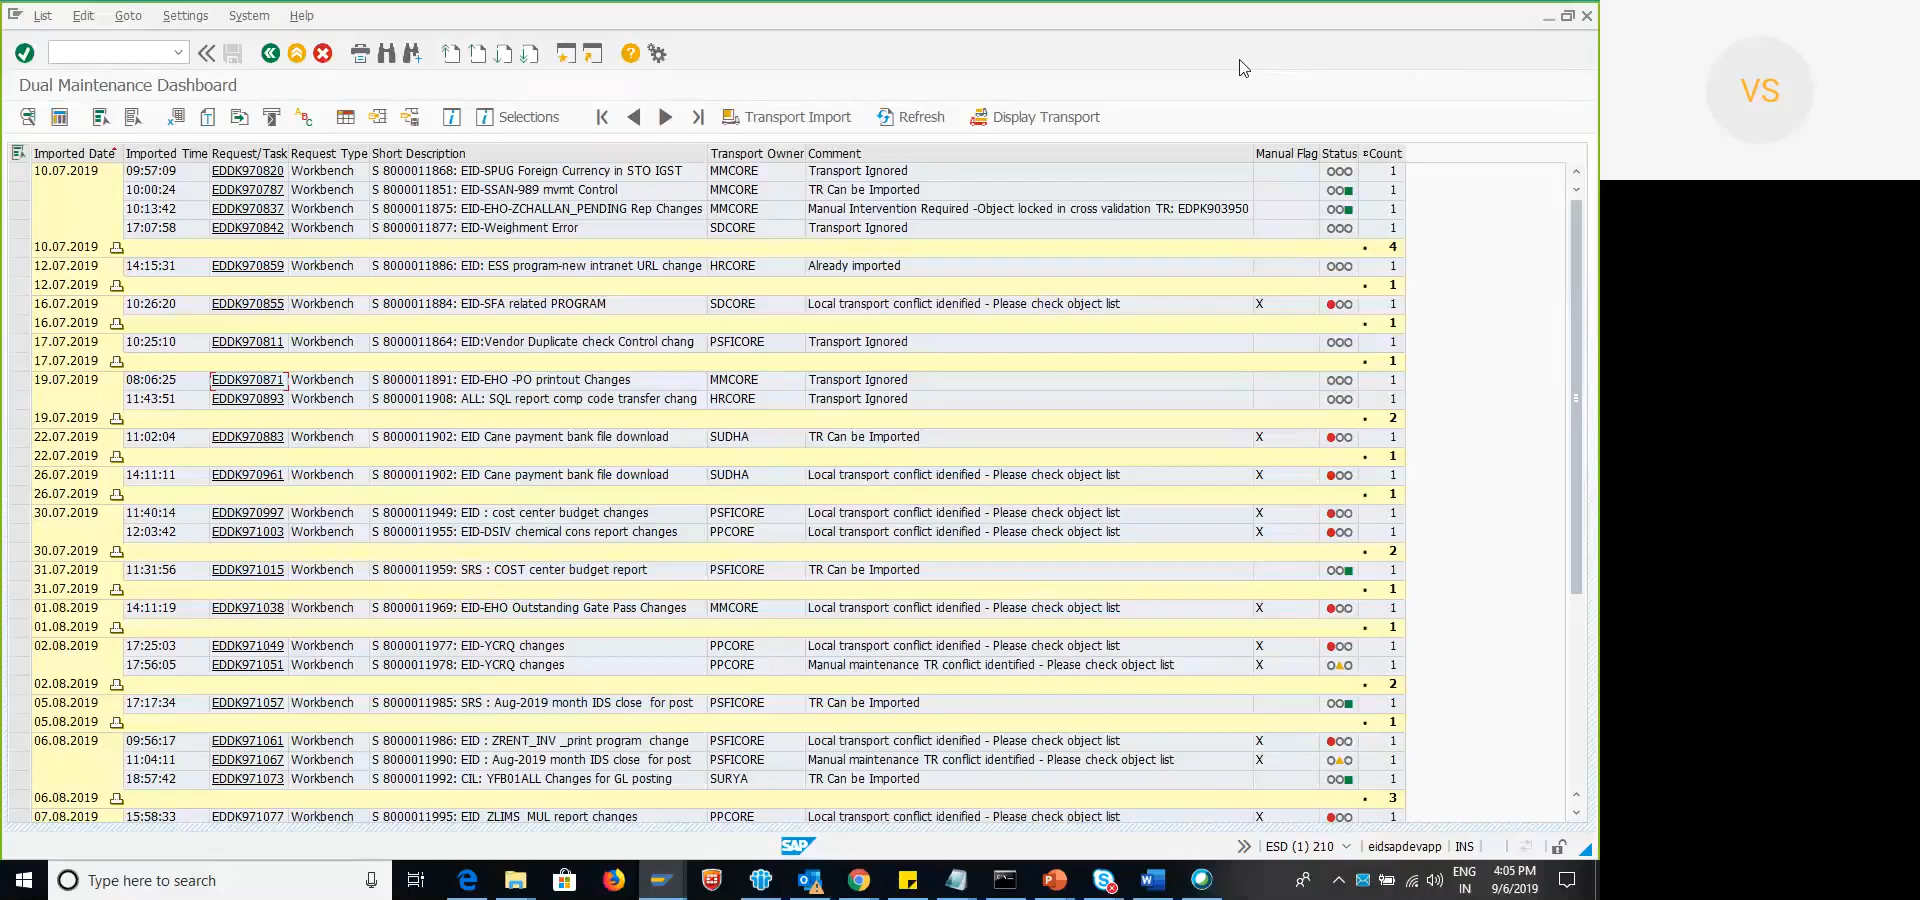 List Edit Goto Settings System Help
Dual Maintenance Dashboard
Selections Transport Import Refresh Display Transport
Imported Date Imported Time Request/Task Request Type Short Description Transport Owner Comment Manual Flag Status Count
10.07.2019 09:57:09 EDDK970820 Workbench S 8000011868: EID-SPUG Foreign Currency in STO IGST MMCORE Transport Ignored 1
10:00:24 EDDK970787 Workbench S 8000011851: EID-SSAN-989 mvmt Control MMCORE TR Can be Imported 1
10:13:42 EDDK970837 Workbench S 8000011875: EID-EHO-ZCHALLAN_PENDING Rep Changes MMCORE Manual Intervention Required -Object locked in cross validation TR: EDPK903950 1
17:07:58 EDDK970842 Workbench S 8000011877: EID-Weighment Error SDCORE Transport Ignored 1
10.07.2019 4
12.07.2019 14:15:31 EDDK970859 Workbench S 8000011886: EID: ESS program-new intranet URL change HRCORE Already imported 1
12.07.2019 1
16.07.2019 10:26:20 EDDK970855 Workbench S 8000011884: EID-SFA related PROGRAM SDCORE Local transport conflict idenified - Please check object list X 1
16.07.2019 1
17.07.2019 10:25:10 EDDK970811 Workbench S 8000011864: EID:Vendor Duplicate check Control chang PSFICORE Transport Ignored 1
17.07.2019 1
19.07.2019 08:06:25 EDDK970871 Workbench S 8000011891: EID-EHO -PO printout Changes MMCORE Transport Ignored 1
11:43:51 EDDK970893 Workbench S 8000011908: ALL: SQL report comp code transfer chang HRCORE Transport Ignored 1
19.07.2019 2
22.07.2019 11:02:04 EDDK970883 Workbench S 8000011902: EID Cane payment bank file download SUDHA TR Can be Imported X 1
22.07.2019 1
26.07.2019 14:11:11 EDDK970961 Workbench S 8000011902: EID Cane payment bank file download SUDHA Local transport conflict idenified - Please check object list X 1
26.07.2019 1
30.07.2019 11:40:14 EDDK970997 Workbench S 8000011949: EID : cost center budget changes PSFICORE Local transport conflict idenified - Please check object list X 1
12:03:42 EDDK971003 Workbench S 8000011955: EID-DSIV chemical cons report changes PPCORE Local transport conflict idenified - Please check object list X 1
30.07.2019 2
31.07.2019 11:31:56 EDDK971015 Workbench S 8000011959: SRS : COST center budget report PSFICORE TR Can be Imported 1
31.07.2019 1
01.08.2019 14:11:19 EDDK971038 Workbench S 8000011969: EID-EHO Outstanding Gate Pass Changes MMCORE Local transport conflict idenified - Please check object list X 1
01.08.2019 1
02.08.2019 17:25:03 EDDK971049 Workbench S 8000011977: EID-YCRQ changes PPCORE Local transport conflict idenified - Please check object list X 1
17:56:05 EDDK971051 Workbench S 8000011978: EID-YCRQ changes PPCORE Manual maintenance TR conflict identified - Please check object list X 1
02.08.2019 2
05.08.2019 17:17:34 EDDK971057 Workbench S 8000011985: SRS : Aug-2019 month IDS close for post PSFICORE TR Can be Imported 1
05.08.2019 1
06.08.2019 09:56:17 EDDK971061 Workbench S 8000011986: EID : ZRENT_INV _print program change PSFICORE Local transport conflict idenified - Please check object list X 1
11:04:11 EDDK971067 Workbench S 8000011990: EID : Aug-2019 month IDS close for post PSFICORE Manual maintenance TR conflict identified - Please check object list X 1
18:57:42 EDDK971073 Workbench S 8000011992: CIL: YFB01ALL Changes for GL posting SURYA TR Can be Imported 1
06.08.2019 3
07.08.2019 15:58:33 EDDK971077 Workbench S 8000011995: EID ZLIMS MUL report changes PPCORE Local transport conflict idenified - Please check object list X 1
SAP ESD (1) 210 eidsapdevapp INS
Type here to search ENG IN 4:05 PM 9/6/2019
VS